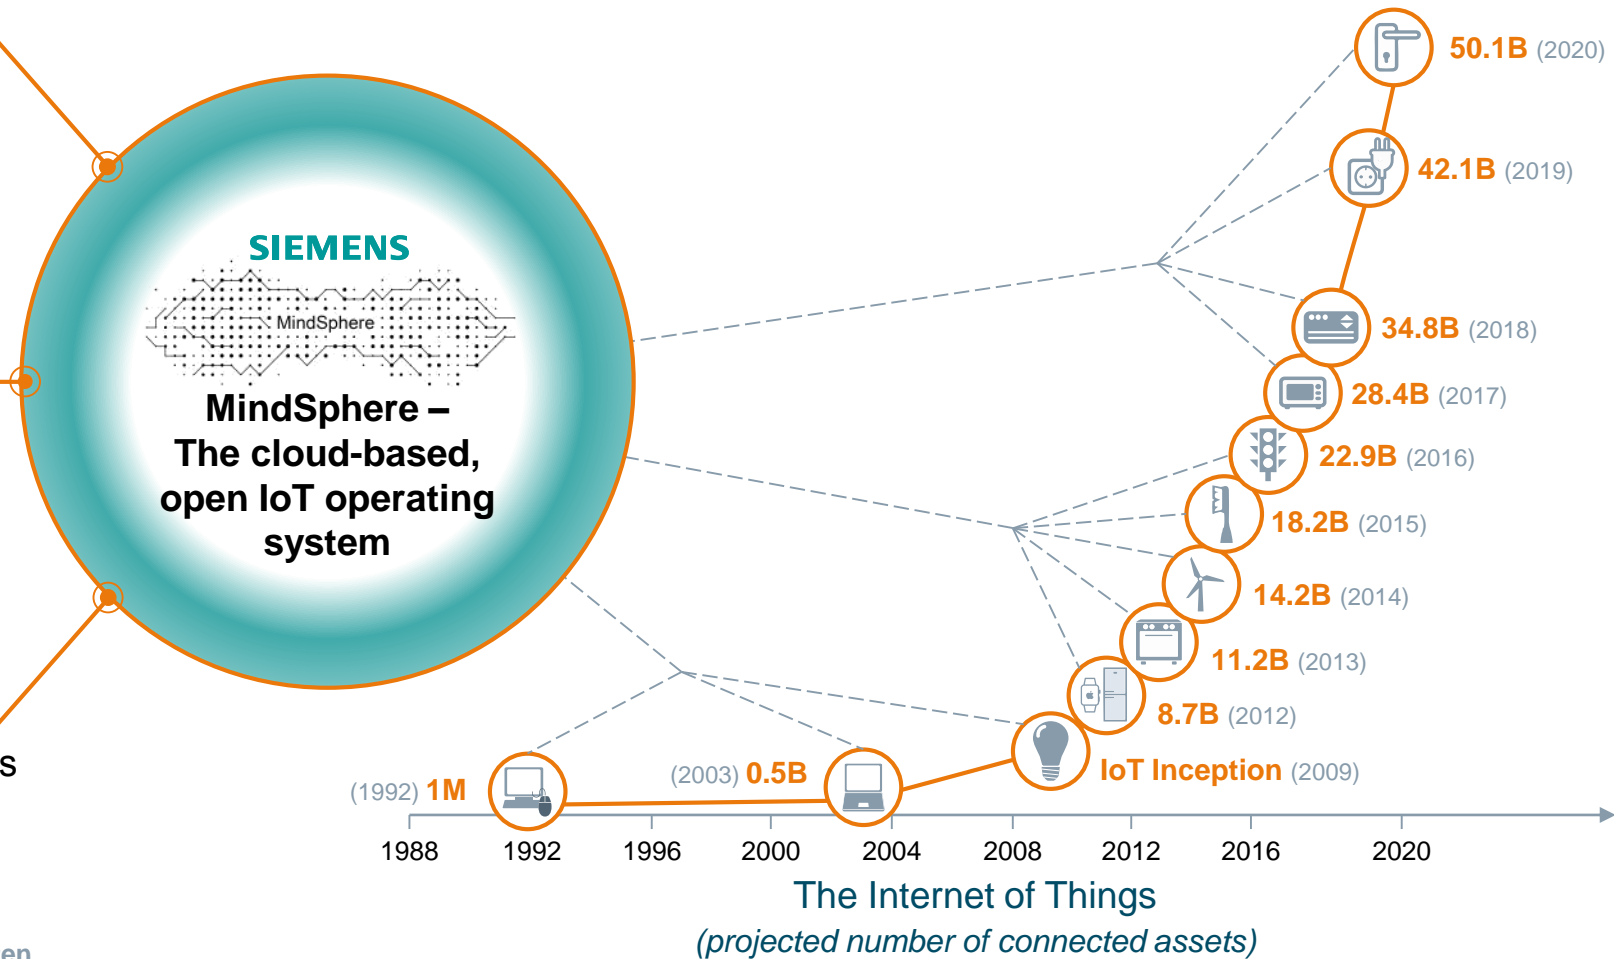 50.1B (2020)
42.1B (2019)
SIEMENS
MindSphere
34.8B (2018)
MindSphere –
The cloud-based,
open IoT operating
system
28.4B (2017)
22.9B (2016)
18.2B (2015)
14.2B (2014)
11.2B (2013)
8.7B (2012)
IoT Inception (2009)
(2003) 0.5B
(1992) 1M
s
1988 1992 1996 2000 2004 2008 2012 2016 2020
The Internet of Things
(projected number of connected assets)
en